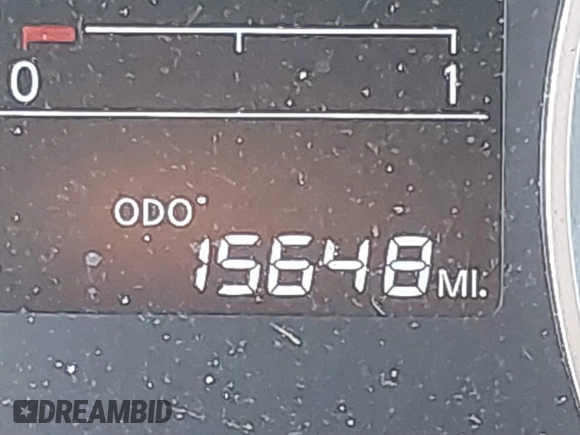 0 1
ODO
15648 MI.
DREAMBID